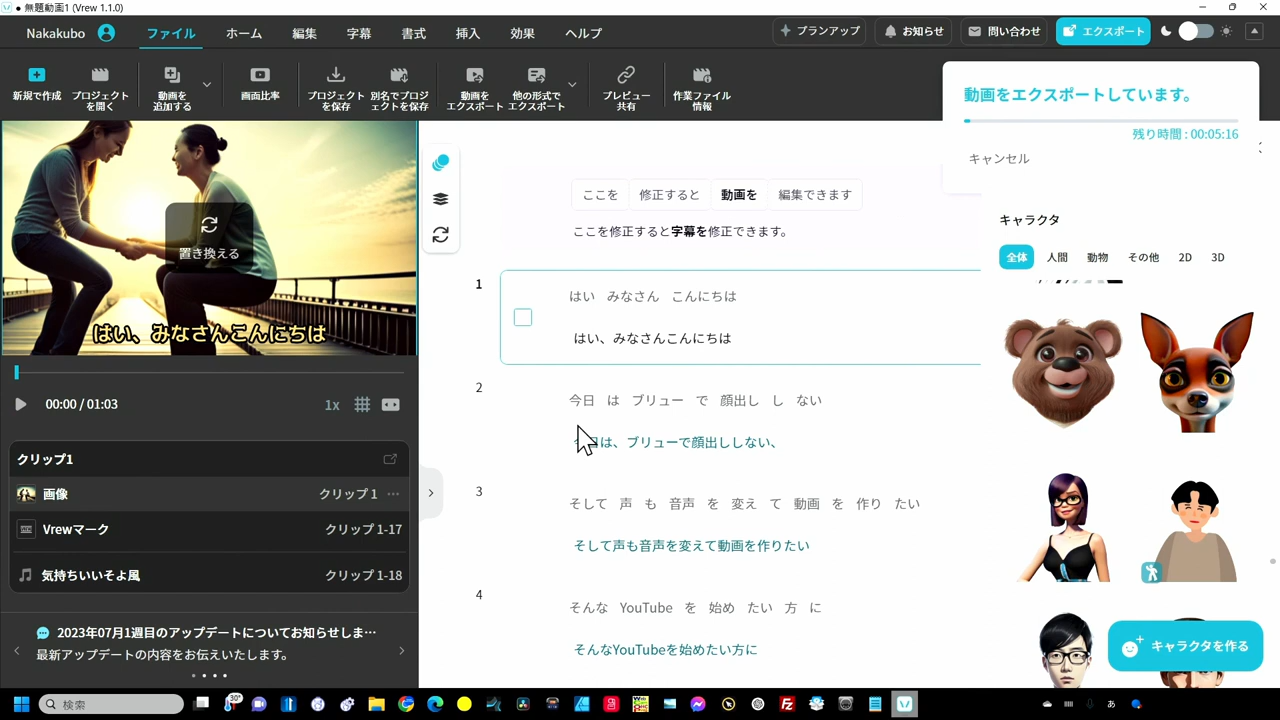 ● 無題動画1 (Vrew 1.1.0)
Nakakubo ファイル ホーム 編集 字幕 書式 挿入 効果 ヘルプ プランアップ お知らせ 問い合わせ エクスポート
新規で作成
プロジェクト
を開く
動画を
追加する
画面比率
プロジェクト
を保存
別名でプロジ
ェクトを保存
動画を
エクスポート
他の形式で
エクスポート
プレビュー
共有
作業ファイル
情報
動画をエクスポートしています。
残り時間 : 00:05:16
キャンセル
置き換える
はい、みなさんこんにちは
00:00 / 01:03
1x
クリップ1
画像 クリップ 1
Vrewマーク クリップ 1-17
気持ちいいそよ風 クリップ 1-18
2023年07月1週目のアップデートについてお知らせしま…
最新アップデートの内容をお伝えいたします。
ここを 修正すると 動画を 編集できます
ここを修正すると字幕を修正できます。
1
はい みなさん こんにちは
はい、みなさんこんにちは
2
今日 は ブリュー で 顔出し し ない
今日は、ブリューで顔出ししない、
3
そして 声 も 音声 を 変え て 動画 を 作り たい
そして声も音声を変えて動画を作りたい
4
そんな YouTube を 始め たい 方 に
そんなYouTubeを始めたい方に
キャラクタ
全体 人間 動物 その他 2D 3D
キャラクタを作る
検索
30°
あ